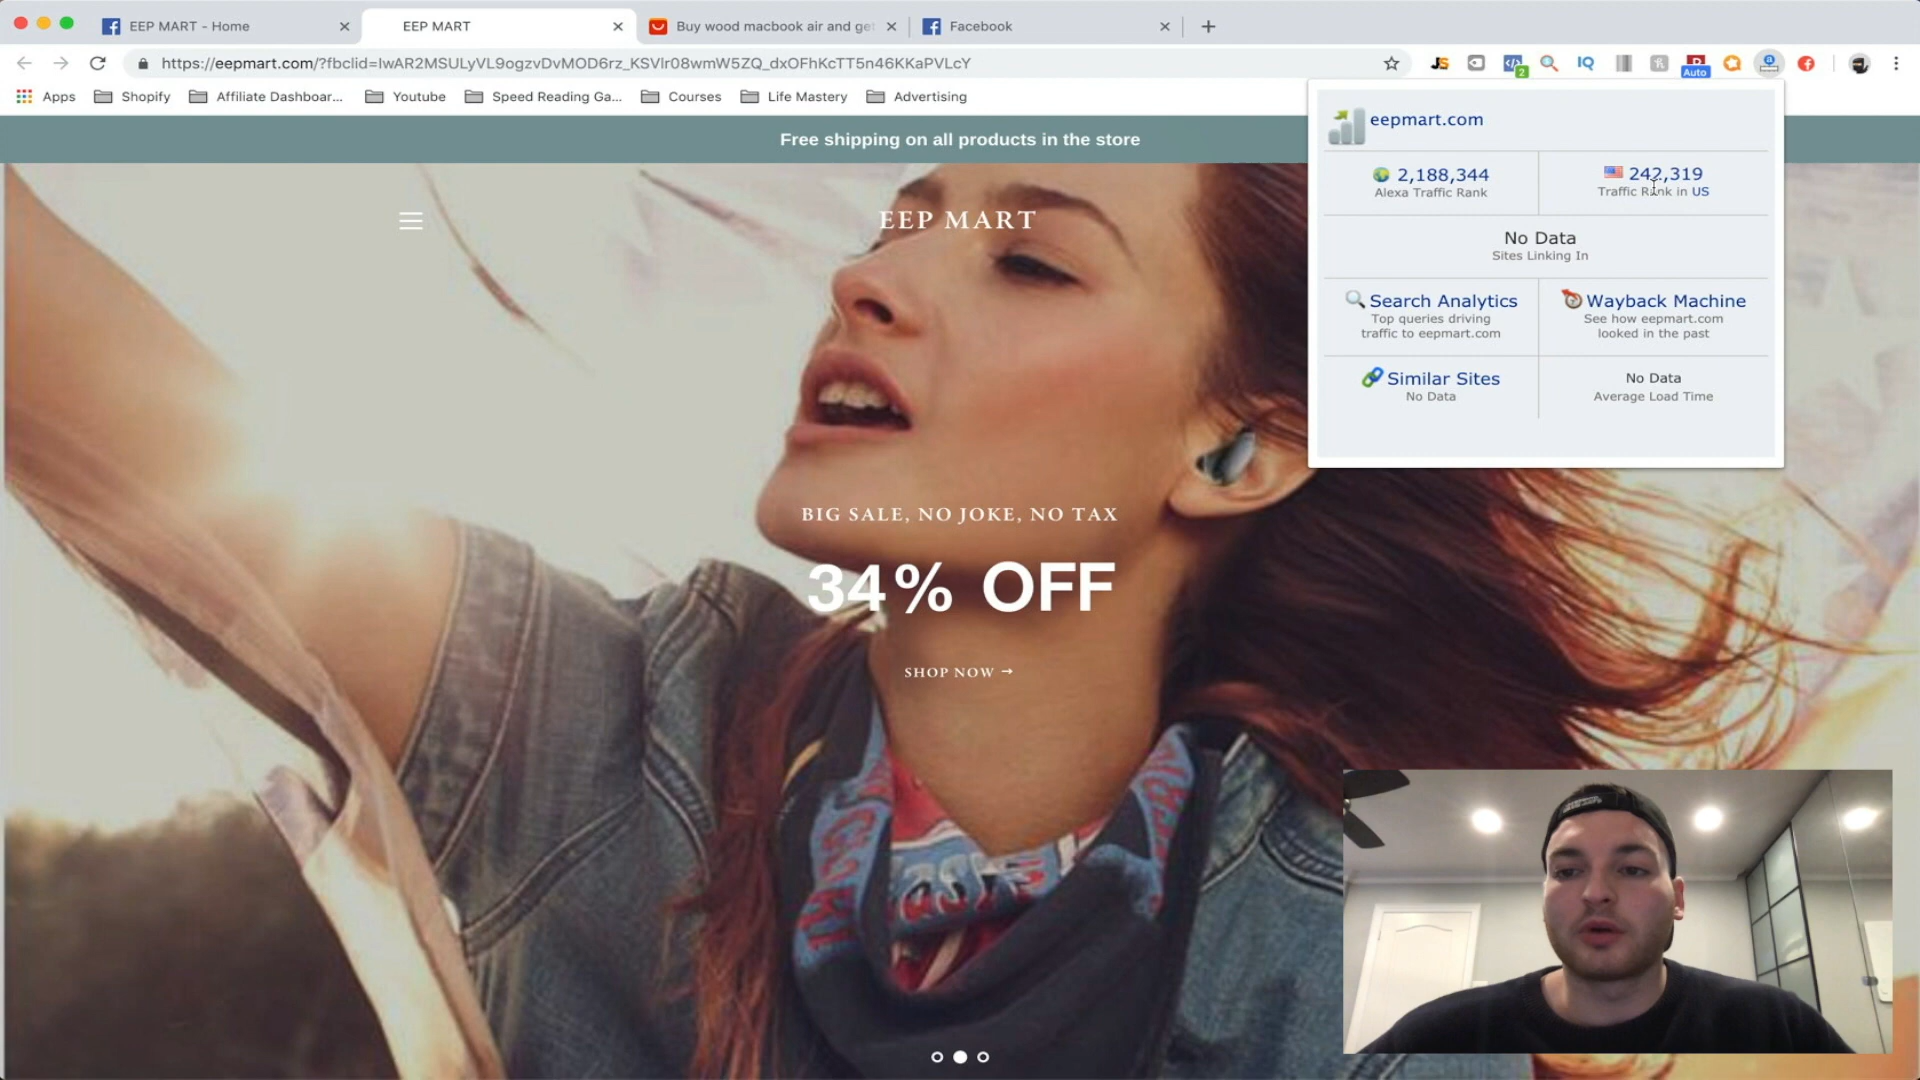 EEP MART - Home
EEP MART
Buy wood macbook air and get
Facebook
https://eepmart.com/?fbclid=IwAR2MSULyVL9ogzvDvMOD6rz_KSVIr08wmW5ZQ_dxOFhKcTT5n46KKaPVLcY
JS
2
IQ
Auto
Apps
Shopify
Affiliate Dashboar...
Youtube
Speed Reading Ga...
Courses
Life Mastery
Advertising
Free shipping on all products in the store
EEP MART
BIG SALE, NO JOKE, NO TAX
34% OFF
SHOP NOW →
eepmart.com
2,188,344
Alexa Traffic Rank
242,319
Traffic Rank in US
No Data
Sites Linking In
Search Analytics
Top queries driving
traffic to eepmart.com
Wayback Machine
See how eepmart.com
looked in the past
Similar Sites
No Data
No Data
Average Load Time